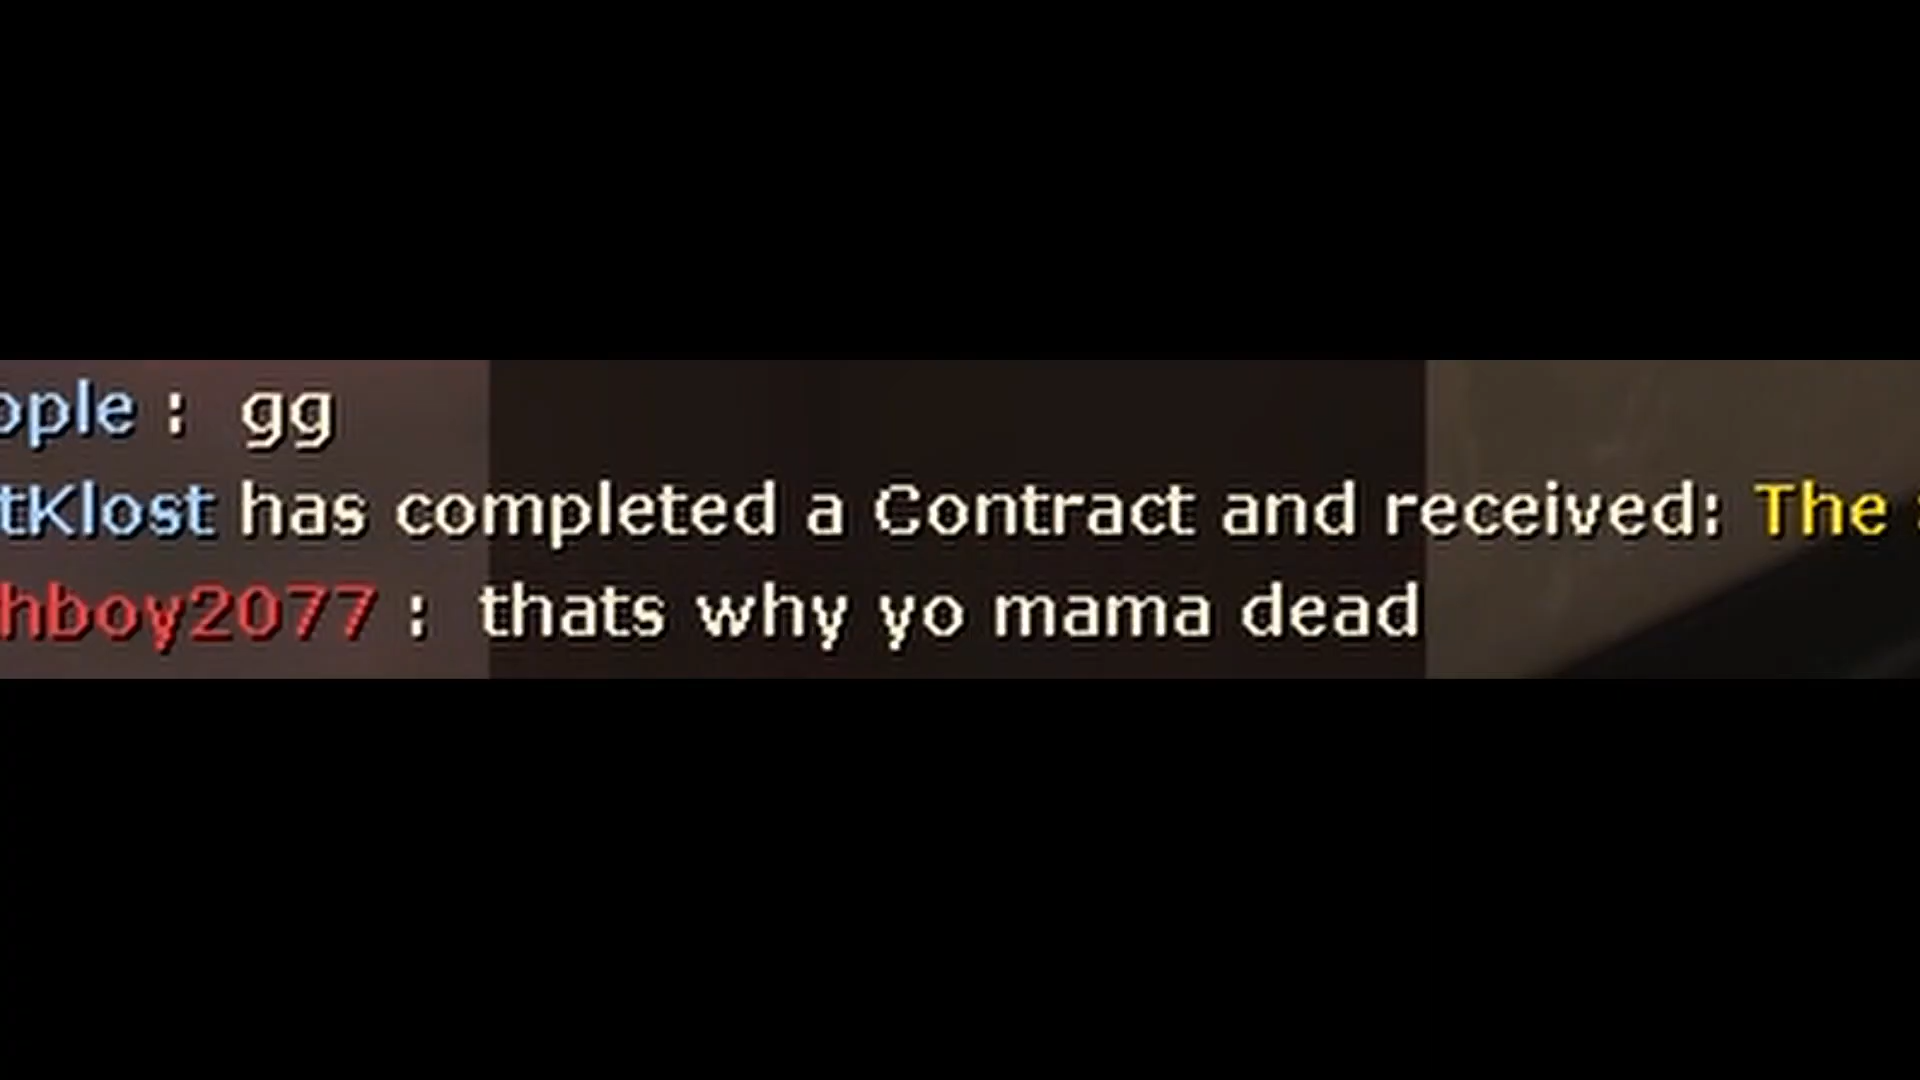 ople : gg
tKlost has completed a Contract and received: The
hboy2077 : thats why yo mama dead